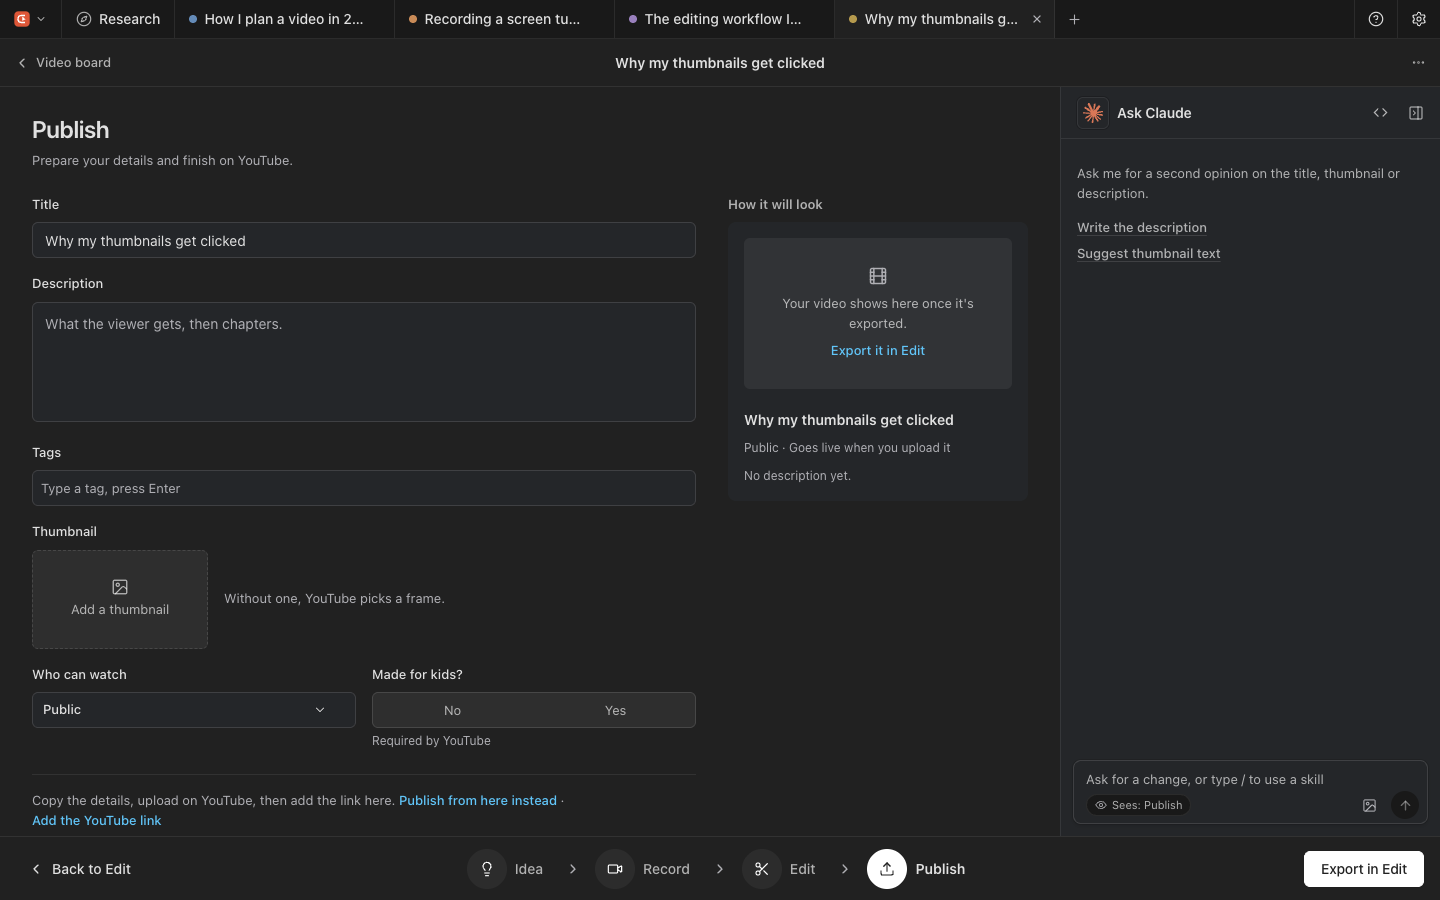 Research
How I plan a video in 2...
Recording a screen tu...
The editing workflow I...
Why my thumbnails g...
Video board
Why my thumbnails get clicked
Publish
Prepare your details and finish on YouTube.
Title
Why my thumbnails get clicked
Description
What the viewer gets, then chapters.
Tags
Type a tag, press Enter
Thumbnail
Add a thumbnail
Without one, YouTube picks a frame.
Who can watch
Public
Made for kids?
No
Yes
Required by YouTube
Copy the details, upload on YouTube, then add the link here. Publish from here instead ·
Add the YouTube link
How it will look
Your video shows here once it's
exported.
Export it in Edit
Why my thumbnails get clicked
Public · Goes live when you upload it
No description yet.
Ask Claude
Ask me for a second opinion on the title, thumbnail or
description.
Write the description
Suggest thumbnail text
Ask for a change, or type / to use a skill
Sees: Publish
Back to Edit
Idea
Record
Edit
Publish
Export in Edit